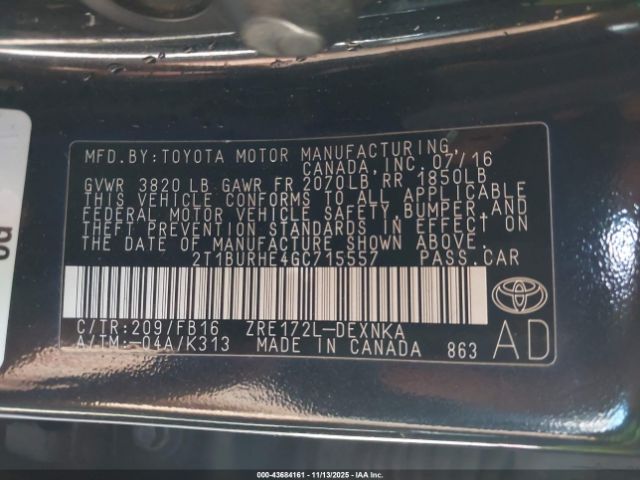 MFD.BY:TOYOTA MOTOR MANUFACTURING,
CANADA, INC. 07/16
GVWR 3820 LB GAWR FR 2070LB RR 1850LB
THIS VEHICLE CONFORMS TO ALL APPLICABLE
FEDERAL MOTOR VEHICLE SAFETY, BUMPER, AND
THEFT PREVENTION STANDARDS IN EFFECT ON
THE DATE OF MANUFACTURE SHOWN ABOVE.
2T1BURHE4GC715557 PASS.CAR
C/TR:209/FB16 ZRE172L-DEXNKA
A/TM:-04A/K313 MADE IN CANADA 863
AD
000-43684161 - 11/13/2025 - IAAI.COM